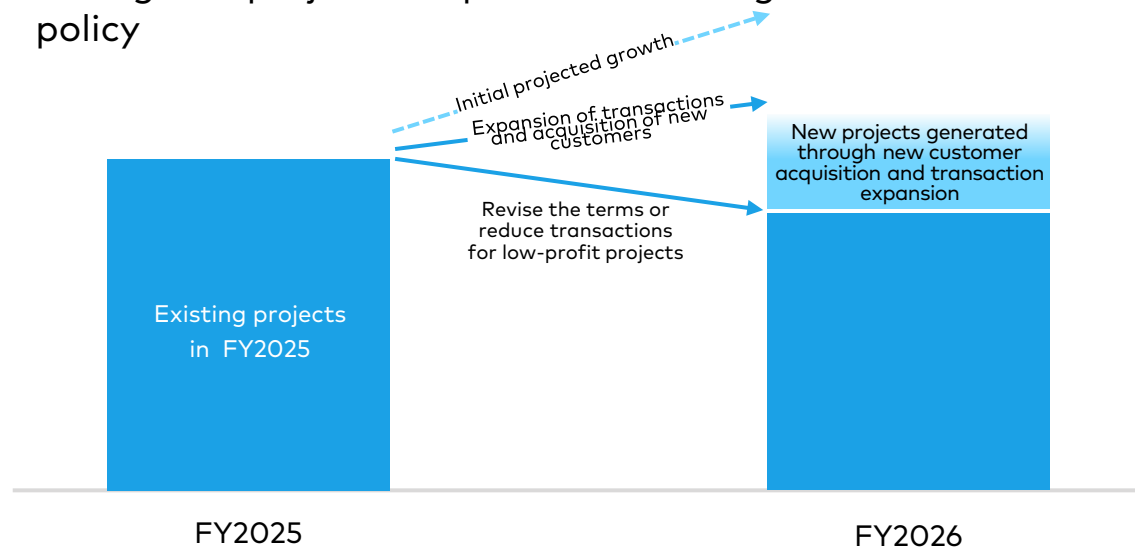 policy
Initial projected growth
Expansion of transactions
and acquisition of new
customers
New projects generated
through new customer
acquisition and transaction
expansion
Revise the terms or
reduce transactions
for low-profit projects
Existing projects
in FY2025
FY2025
FY2026